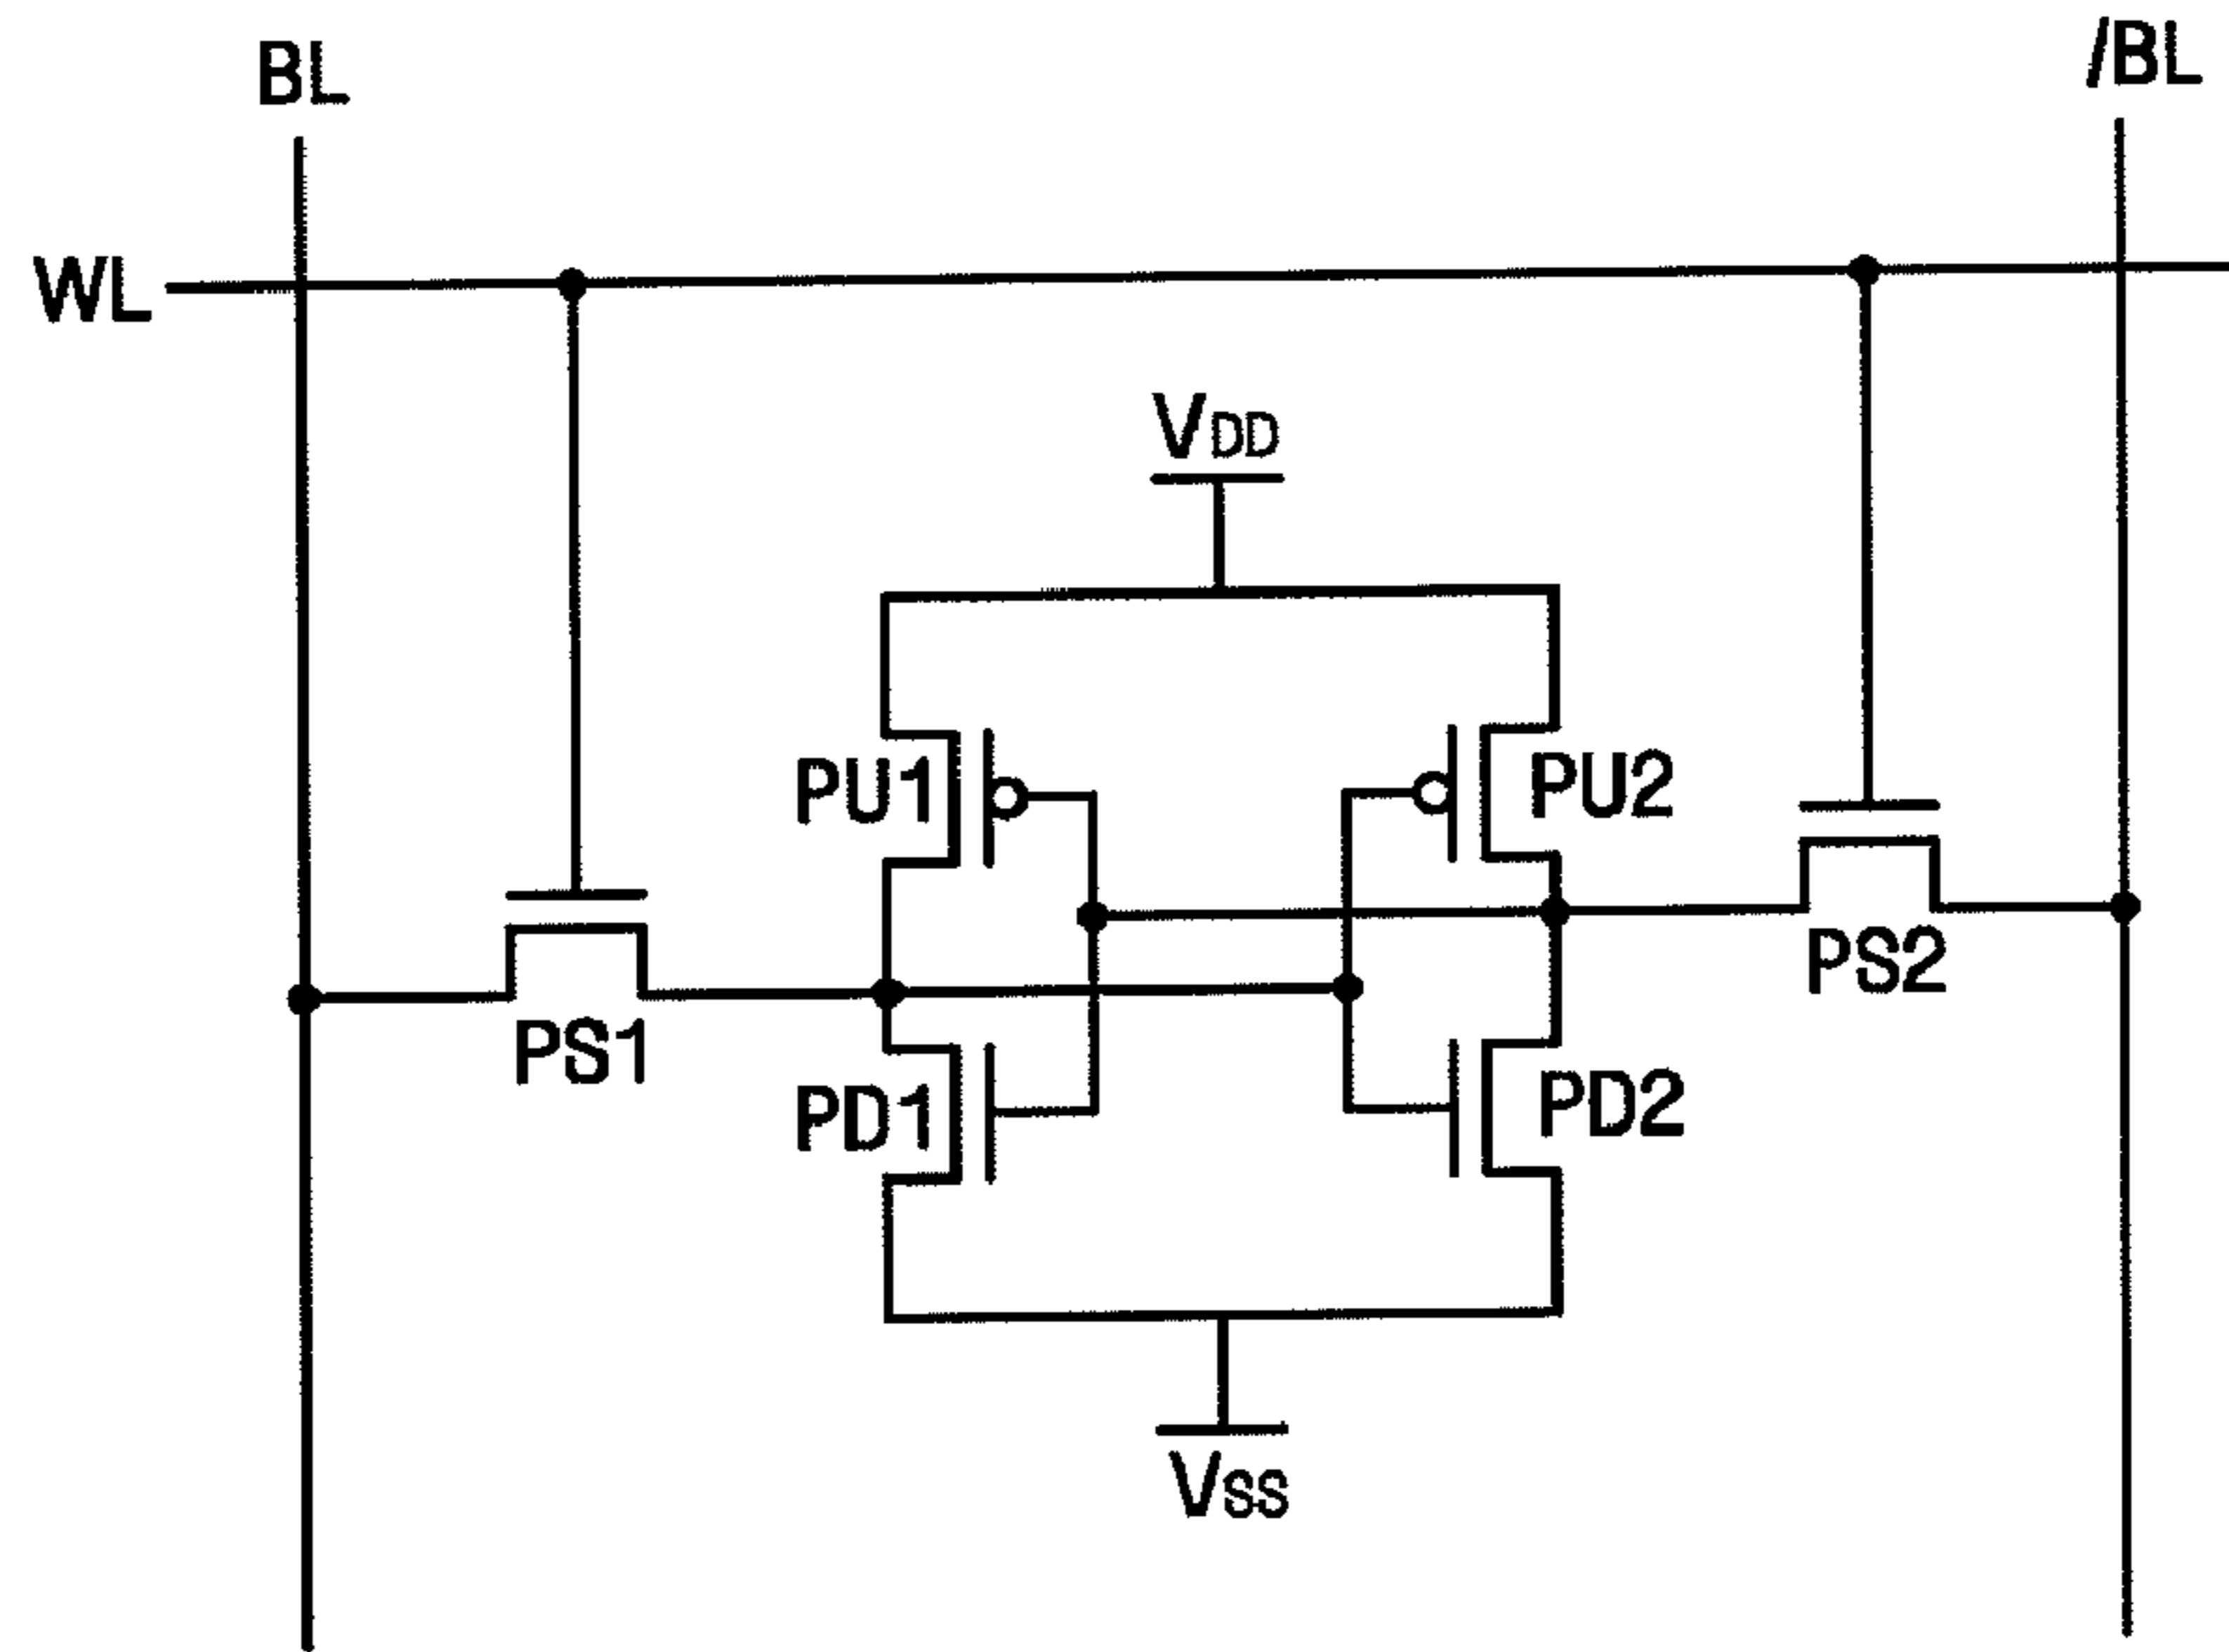 BL
/BL
WL
VDD
PU1
PU2
PS2
PS1
PD1
PD2
VSS